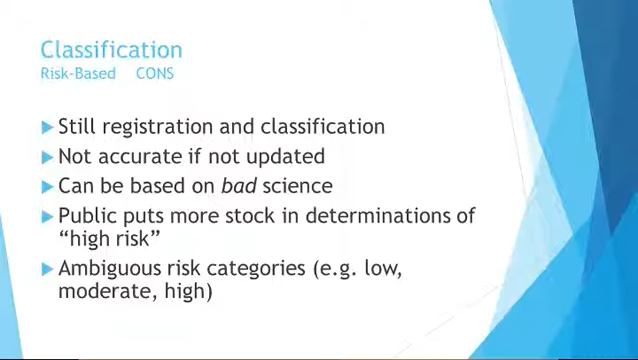 Classification
Risk-Based CONS
Still registration and classification
Not accurate if not updated
Can be based on bad science
Public puts more stock in determinations of
“high risk”
Ambiguous risk categories (e.g. low,
moderate, high)